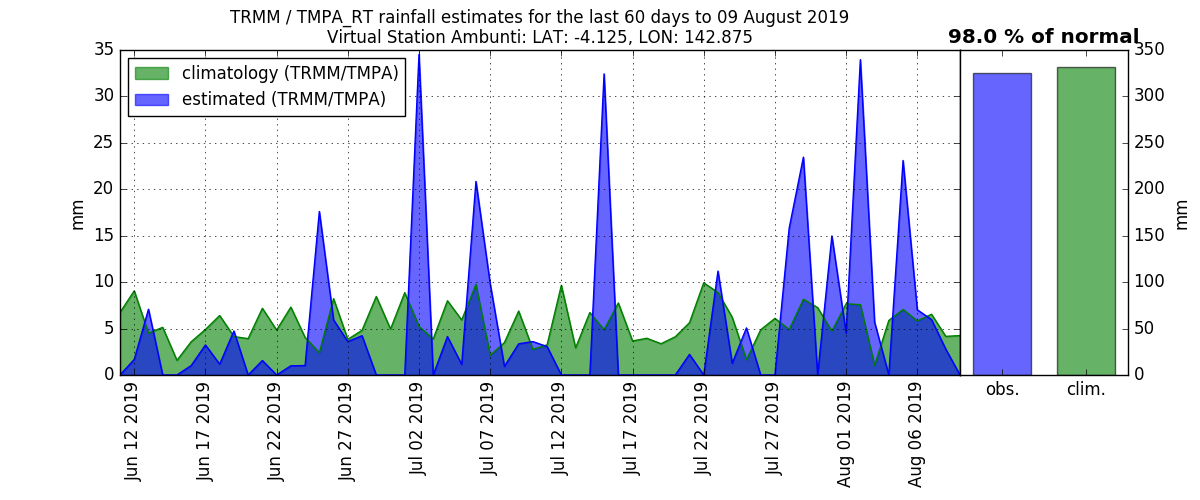 TRMM / TMPA_RT rainfall estimates for the last 60 days to 09 August 2019
Virtual Station Ambunti: LAT: -4.125, LON: 142.875
98.0 % of normal
climatology (TRMM/TMPA)
estimated (TRMM/TMPA)
35
30
25
20
15
10
5
0
mm
Jun 12 2019
Jun 17 2019
Jun 22 2019
Jun 27 2019
Jul 02 2019
Jul 07 2019
Jul 12 2019
Jul 17 2019
Jul 22 2019
Jul 27 2019
Aug 01 2019
Aug 06 2019
obs.
clim.
350
300
250
200
150
100
50
0
mm